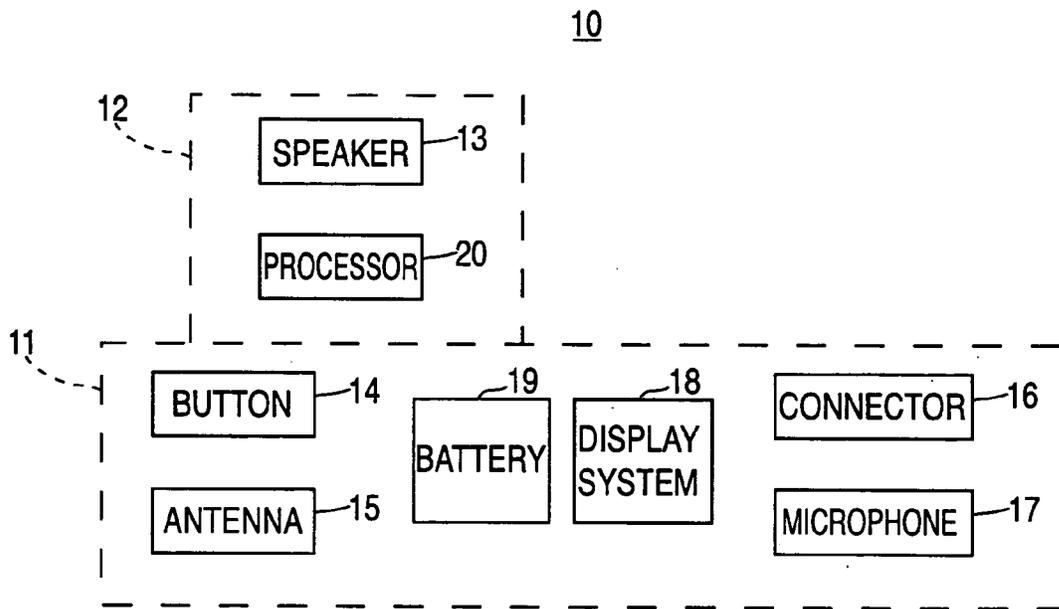 10
12
SPEAKER
13
PROCESSOR
20
11
BUTTON
14
19
BATTERY
18
DISPLAY
SYSTEM
CONNECTOR
16
ANTENNA
15
MICROPHONE
17